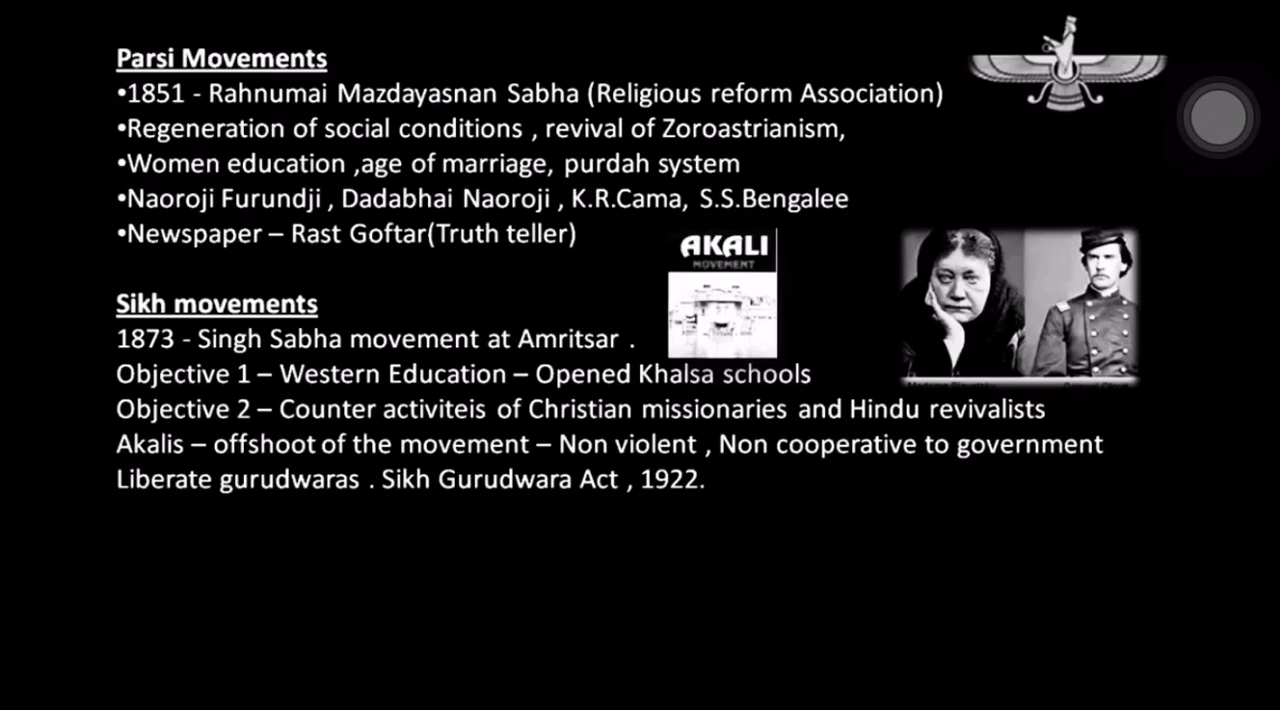 Parsi Movements
•1851 - Rahnumai Mazdayasnan Sabha (Religious reform Association)
•Regeneration of social conditions , revival of Zoroastrianism,
•Women education ,age of marriage, purdah system
•Naoroji Furundji , Dadabhai Naoroji , K.R.Cama, S.S.Bengalee
•Newspaper – Rast Goftar(Truth teller)
AKALI
MOVEMENT
Sikh movements
1873 - Singh Sabha movement at Amritsar .
Objective 1 – Western Education – Opened Khalsa schools
Objective 2 – Counter activiteis of Christian missionaries and Hindu revivalists
Akalis – offshoot of the movement – Non violent , Non cooperative to government
Liberate gurudwaras . Sikh Gurudwara Act , 1922.